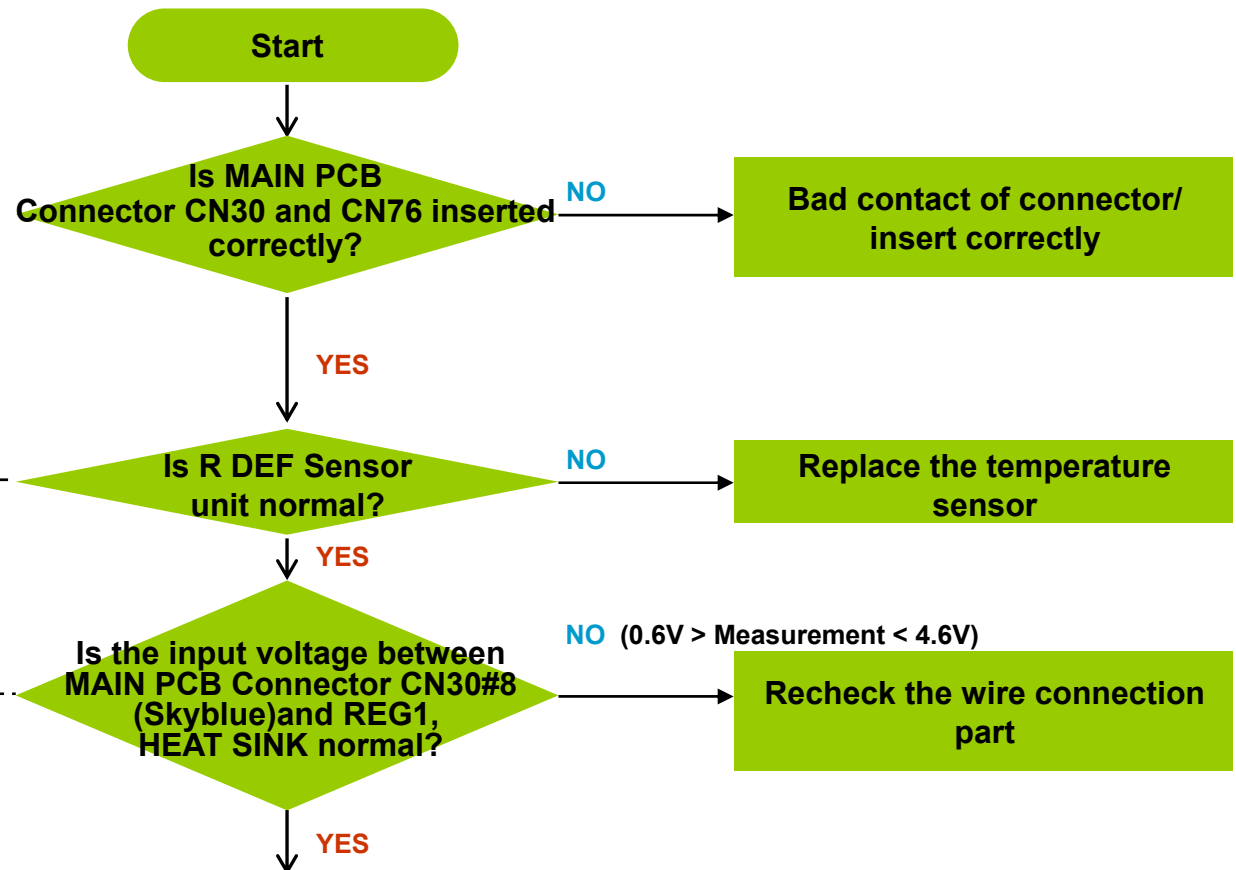 Start
Is MAIN PCB
Connector CN30 and CN76 inserted
correctly?
NO
Bad contact of connector/
insert correctly
YES
Is R DEF Sensor
unit normal?
NO
Replace the temperature
sensor
YES
Is the input voltage between
MAIN PCB Connector CN30#8
(Skyblue)and REG1,
HEAT SINK normal?
NO (0.6V > Measurement < 4.6V)
Recheck the wire connection
part
YES